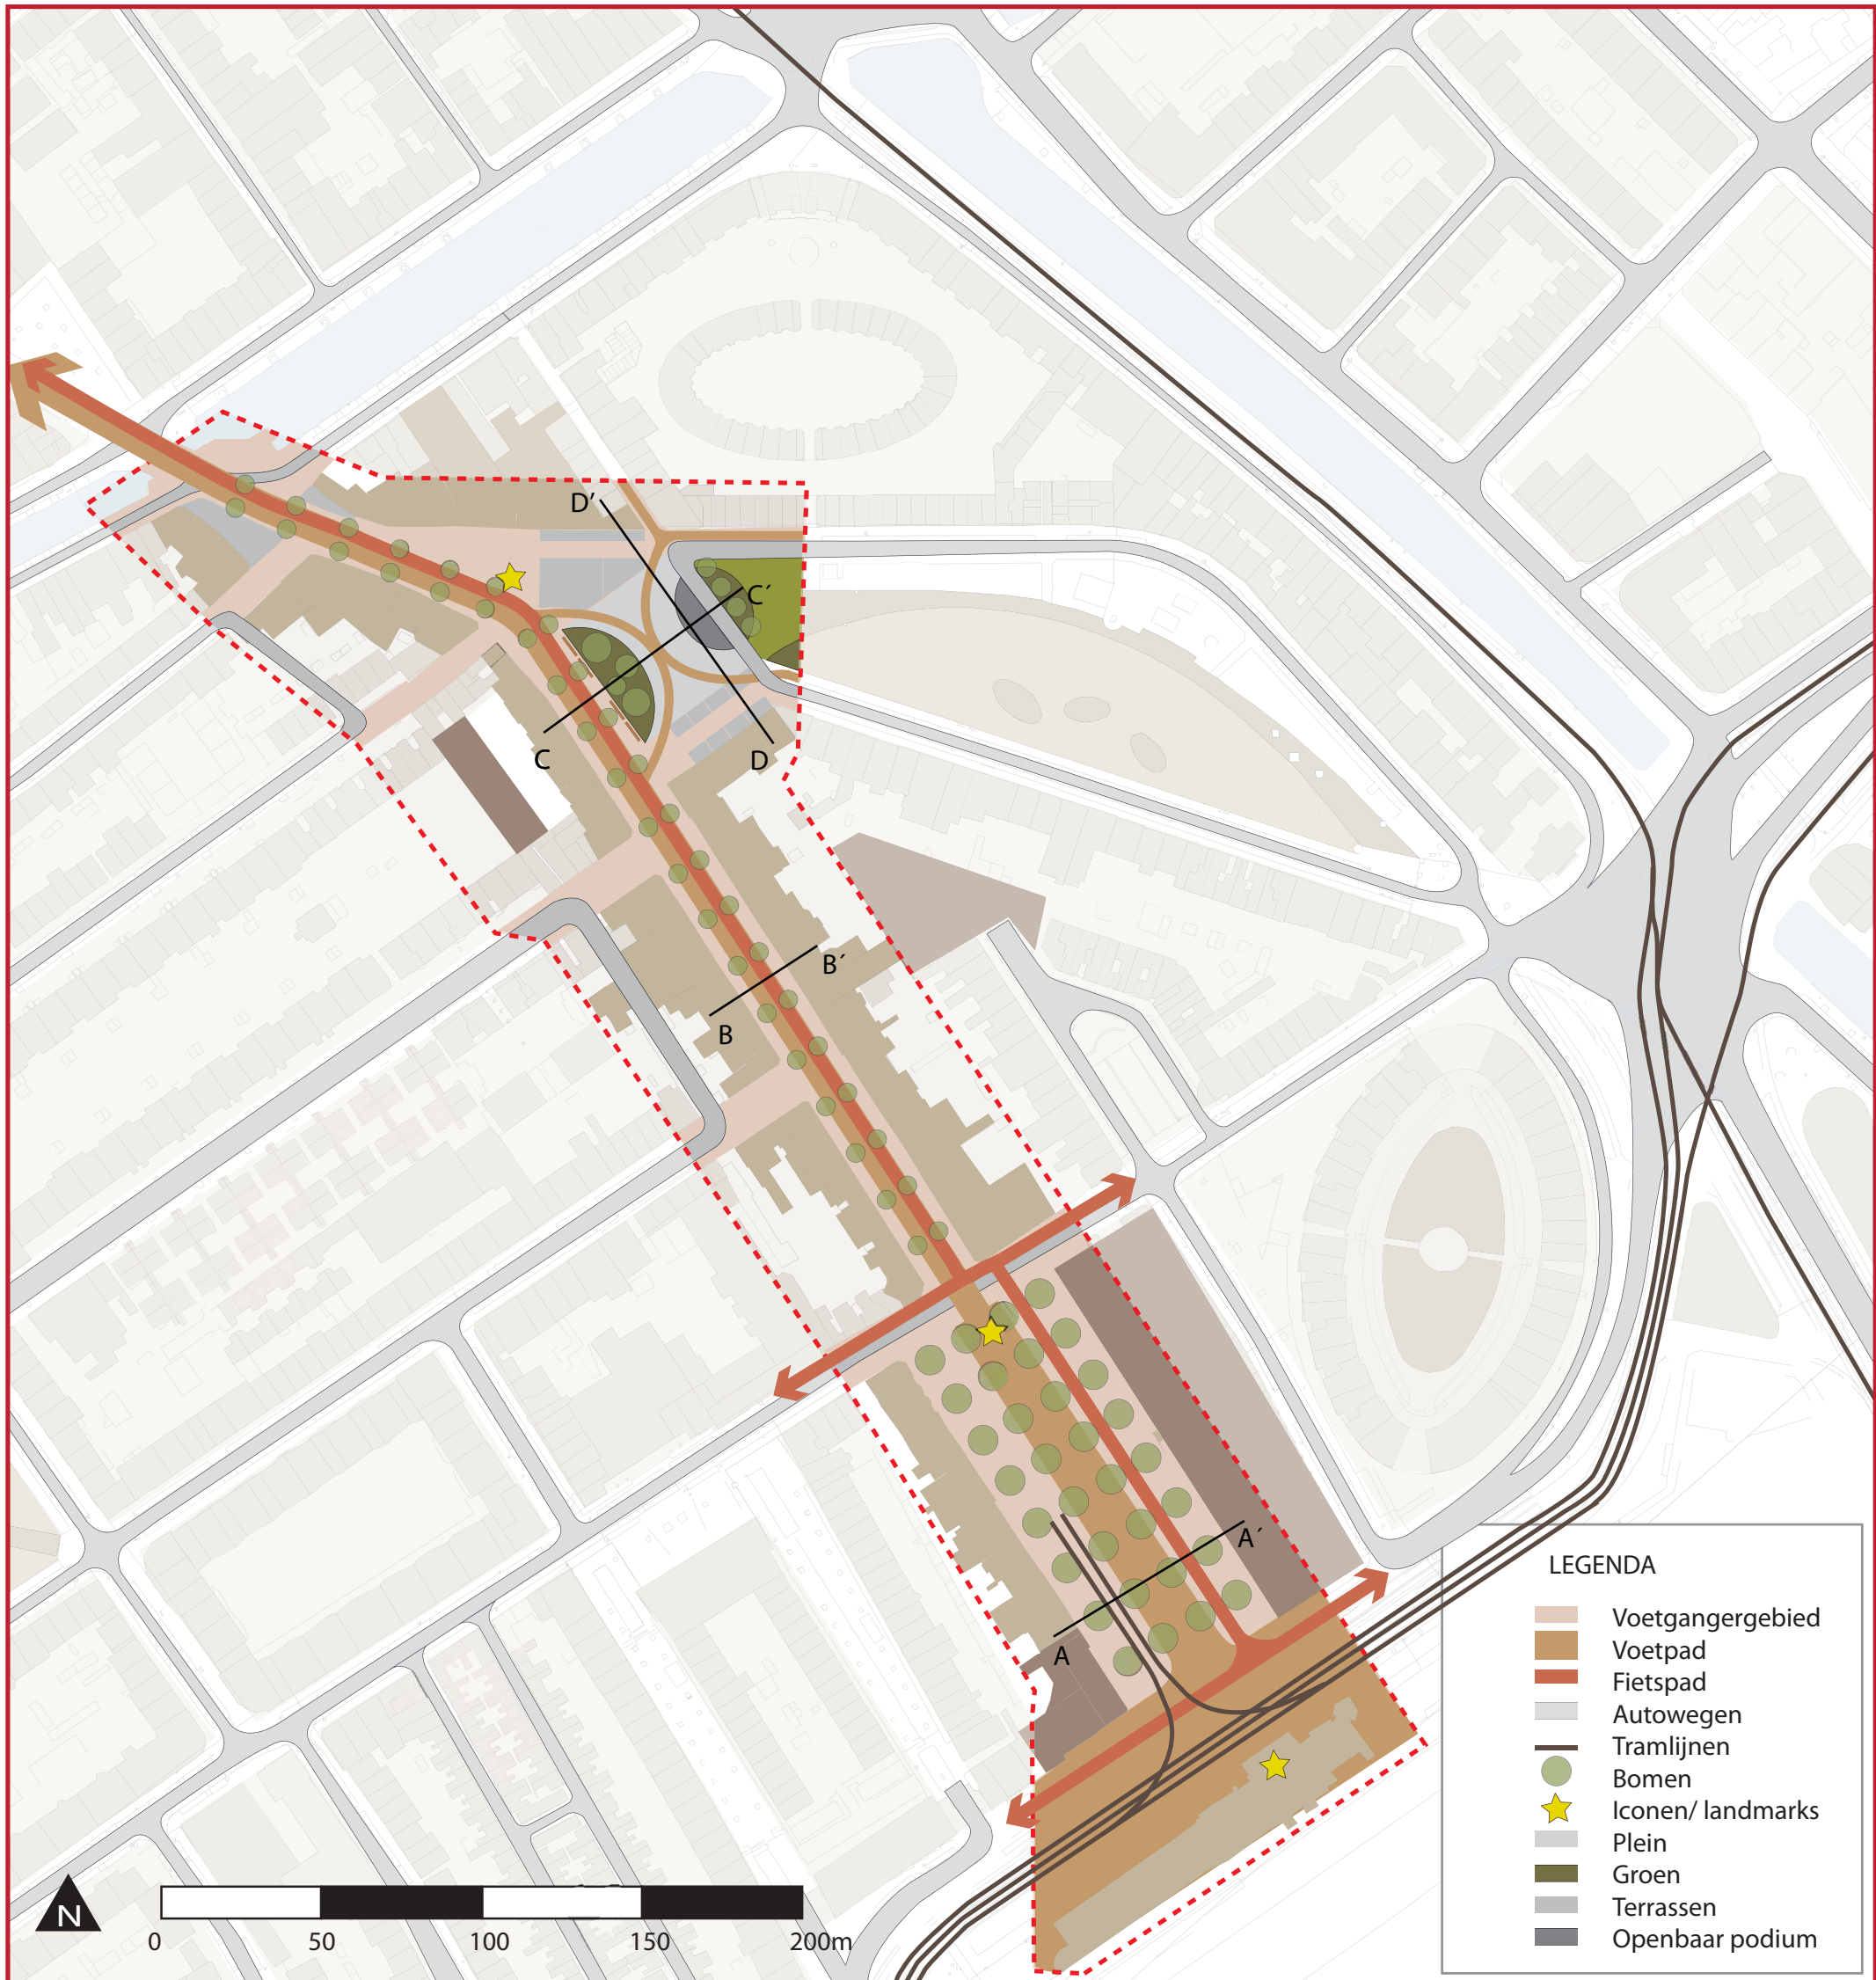 D’
C´
C
D
B´
B
A´
A
LEGENDA
Voetgangergebied
Voetpad
Fietspad
Autowegen
Tramlijnen
Bomen
Iconen/ landmarks
Plein
Groen
Terrassen
Openbaar podium
N
0 50 100 150 200m